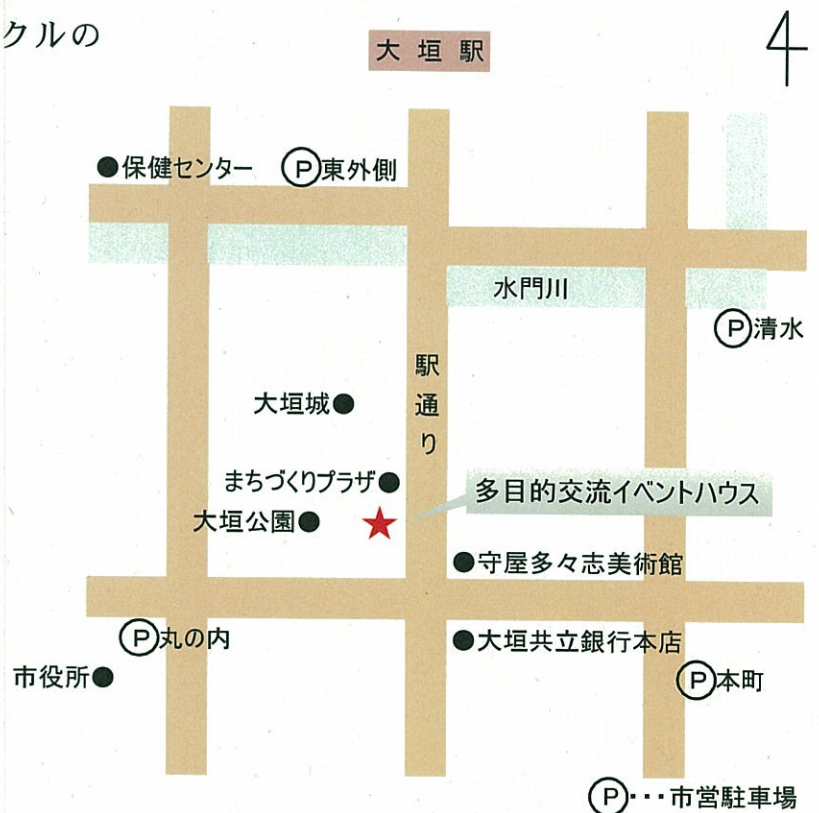 クルの
大垣駅
4
●保健センター
Ⓟ東外側
水門川
Ⓟ清水
駅通り
大垣城●
まちづくりプラザ●
多目的交流イベントハウス
大垣公園●
★
●守屋多々志美術館
Ⓟ丸の内
●大垣共立銀行本店
市役所●
Ⓟ本町
Ⓟ・・・市営駐車場